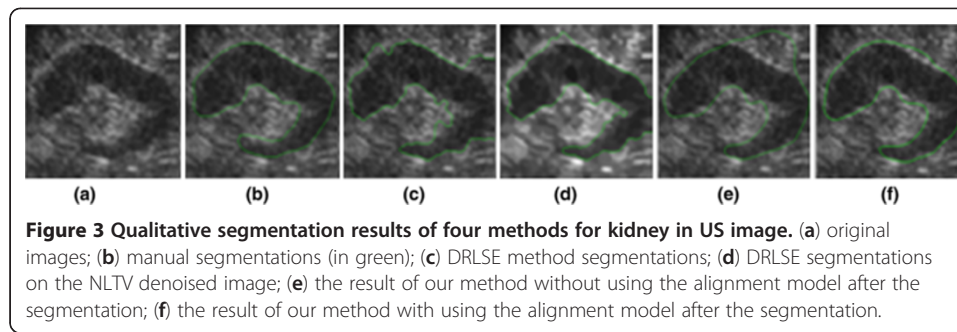 (a) (b) (c) (d) (e) (f)
Figure 3 Qualitative segmentation results of four methods for kidney in US image. (a) original
images; (b) manual segmentations (in green); (c) DRLSE method segmentations; (d) DRLSE segmentations
on the NLTV denoised image; (e) the result of our method without using the alignment model after the
segmentation; (f) the result of our method with using the alignment model after the segmentation.